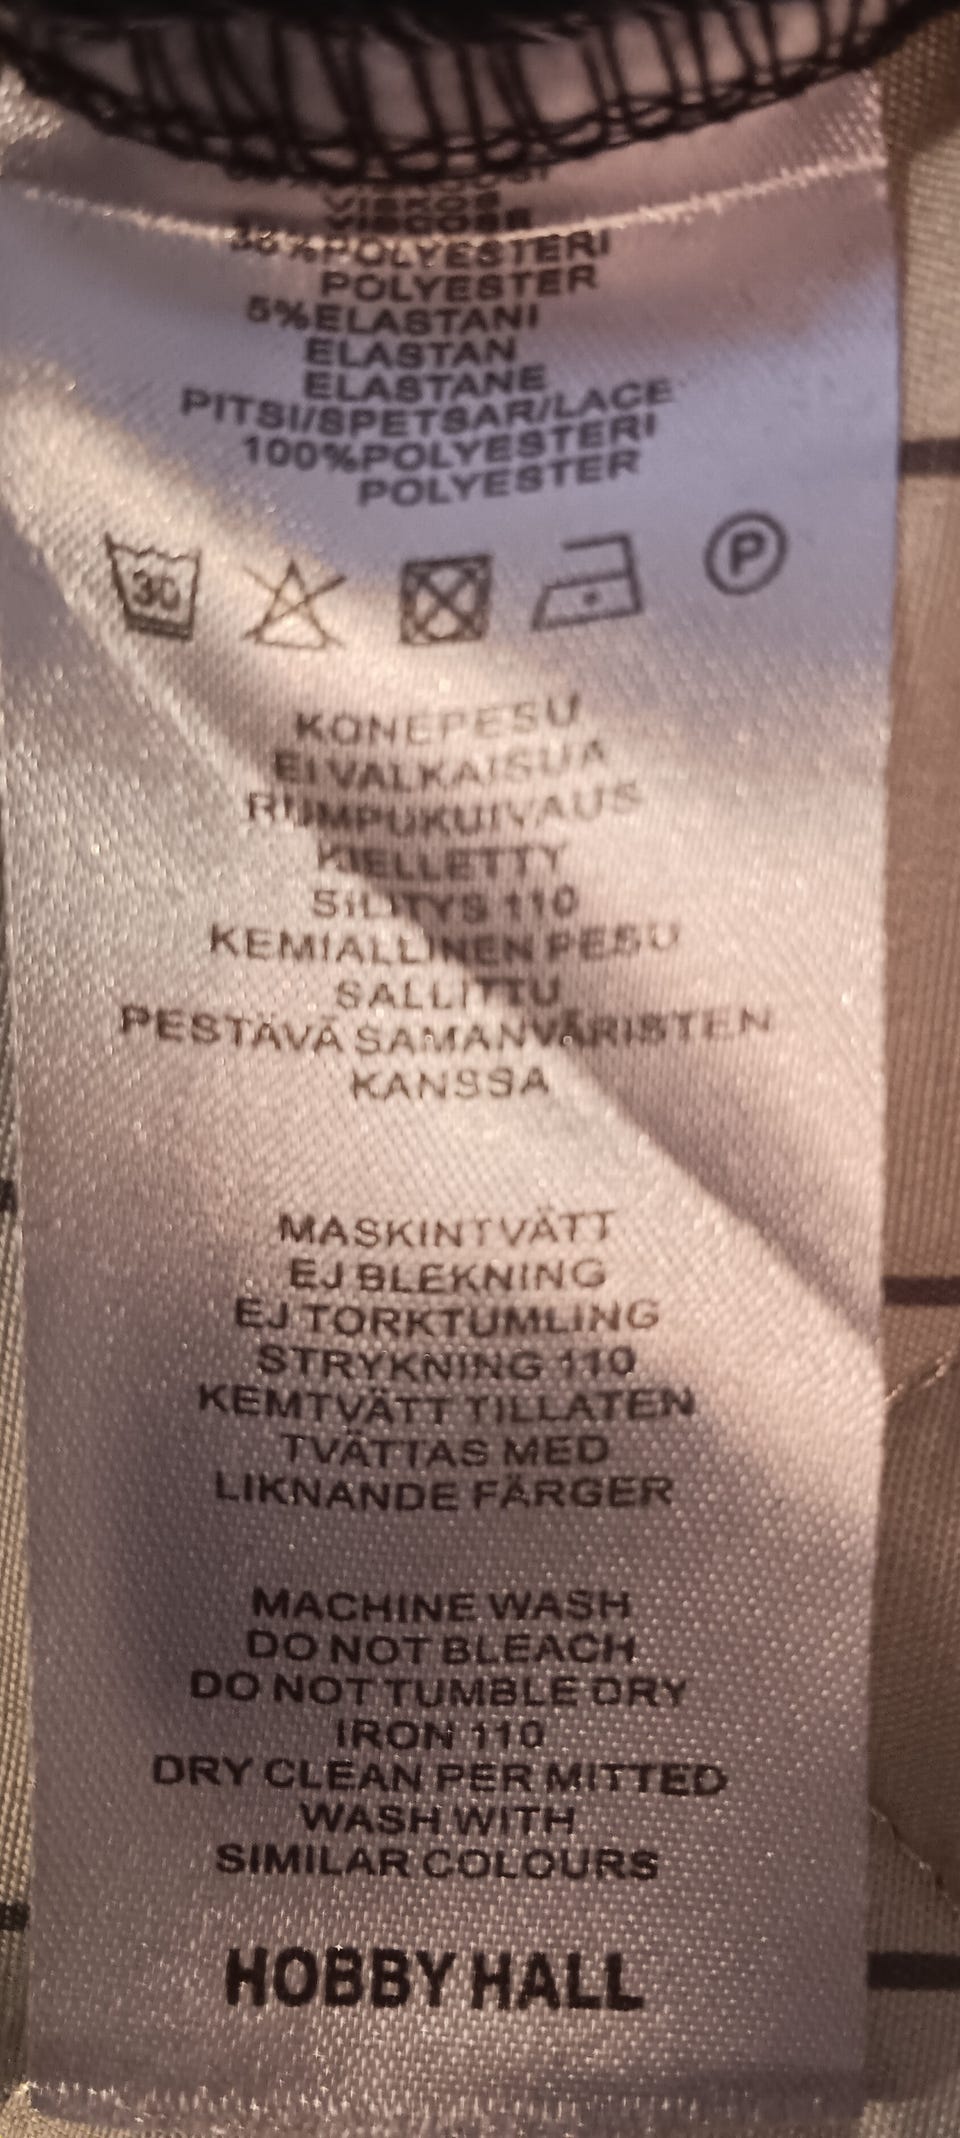 VISKOS
VISCOSE
POLYESTERI
POLYESTER
5%ELASTANI
ELASTAN
ELASTANE
PITSI/SPETSAR/LACE
100%POLYESTERI
POLYESTER
30 P
KONEPESU
EI VALKAISUA
RUMPUKUIVAUS
KIELLETTY
SILITYS 110
KEMIALLINEN PESU
SALLITTU
PESTÄVÄ SAMANVÄRISTEN
KANSSA
MASKINTVÄTT
EJ BLEKNING
EJ TORKTUMLING
STRYKNING 110
KEMTVÄTT TILLATEN
TVÄTTAS MED
LIKNANDE FÄRGER
MACHINE WASH
DO NOT BLEACH
DO NOT TUMBLE DRY
IRON 110
DRY CLEAN PER MITTED
WASH WITH
SIMILAR COLOURS
HOBBY HALL